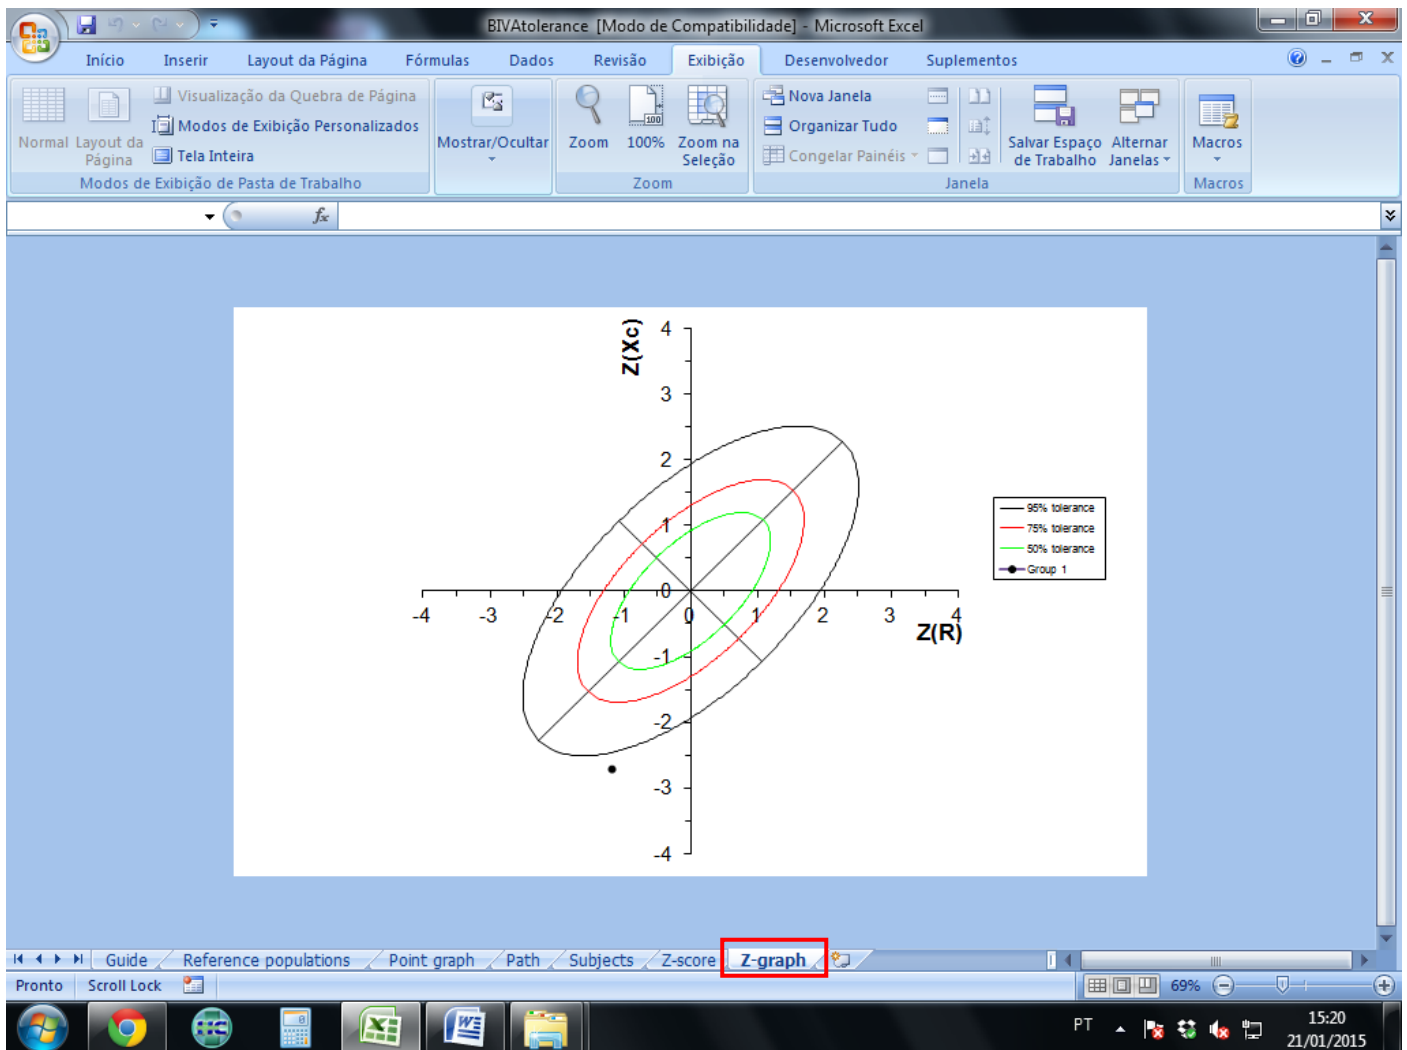 BIVAtolerance [Modo de Compatibilidade] - Microsoft Excel
Início Inserir Layout da Página Fórmulas Dados Revisão Exibição Desenvolvedor Suplementos
Normal
Layout da
Página
Visualização da Quebra de Página
Modos de Exibição Personalizados
Tela Inteira
Modos de Exibição de Pasta de Trabalho
Mostrar/Ocultar
Zoom
100
100%
Zoom na
Seleção
Zoom
Nova Janela
Organizar Tudo
Congelar Painéis
Salvar Espaço
de Trabalho
Alternar
Janelas
Janela
Macros
Macros
fx
Z(Xc)
4
3
2
1
0
-1
-2
-3
-4
-4 -3 -2 -1 0 1 2 3 4
Z(R)
95% tolerance
75% tolerance
50% tolerance
Group 1
Guide Reference populations Point graph Path Subjects Z-score Z-graph
Pronto Scroll Lock 69%
PT 15:20
21/01/2015